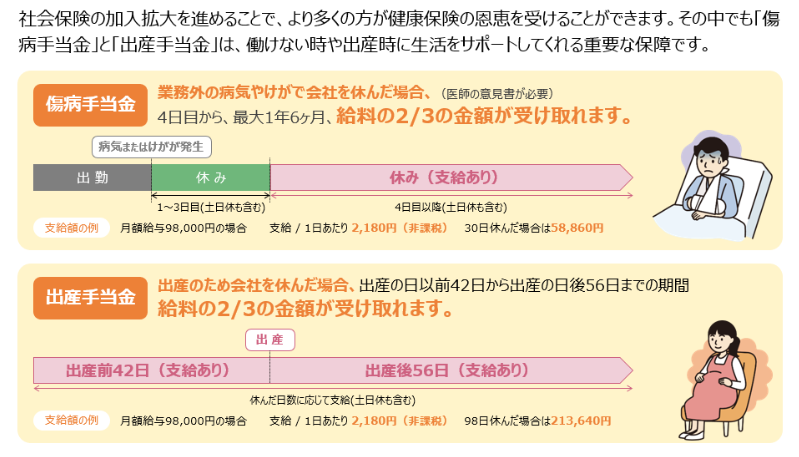 社会保険の加入拡大を進めることで、より多くの方が健康保険の恩恵を受けることができます。その中でも「傷
病手当金」と「出産手当金」は、働けない時や出産時に生活をサポートしてくれる重要な保障です。
傷病手当金
業務外の病気やけがで会社を休んだ場合、（医師の意見書が必要）
4日目から、最大1年6ヶ月、給料の2/3の金額が受け取れます。
病気またはけがが発生
出 勤 休 み 休み（支給あり）
1～3日目(土日休も含む) 4日目以降(土日休も含む)
支給額の例 月額給与98,000円の場合 支給 / 1日あたり 2,180円（非課税） 30日休んだ場合は58,860円
出産手当金
出産のため会社を休んだ場合、出産の日以前42日から出産の日後56日までの期間
給料の2/3の金額が受け取れます。
出 産
出産前42日（支給あり） 出産後56日（支給あり）
休んだ日数に応じて支給(土日休も含む)
支給額の例 月額給与98,000円の場合 支給 / 1日あたり 2,180円（非課税） 98日休んだ場合は213,640円